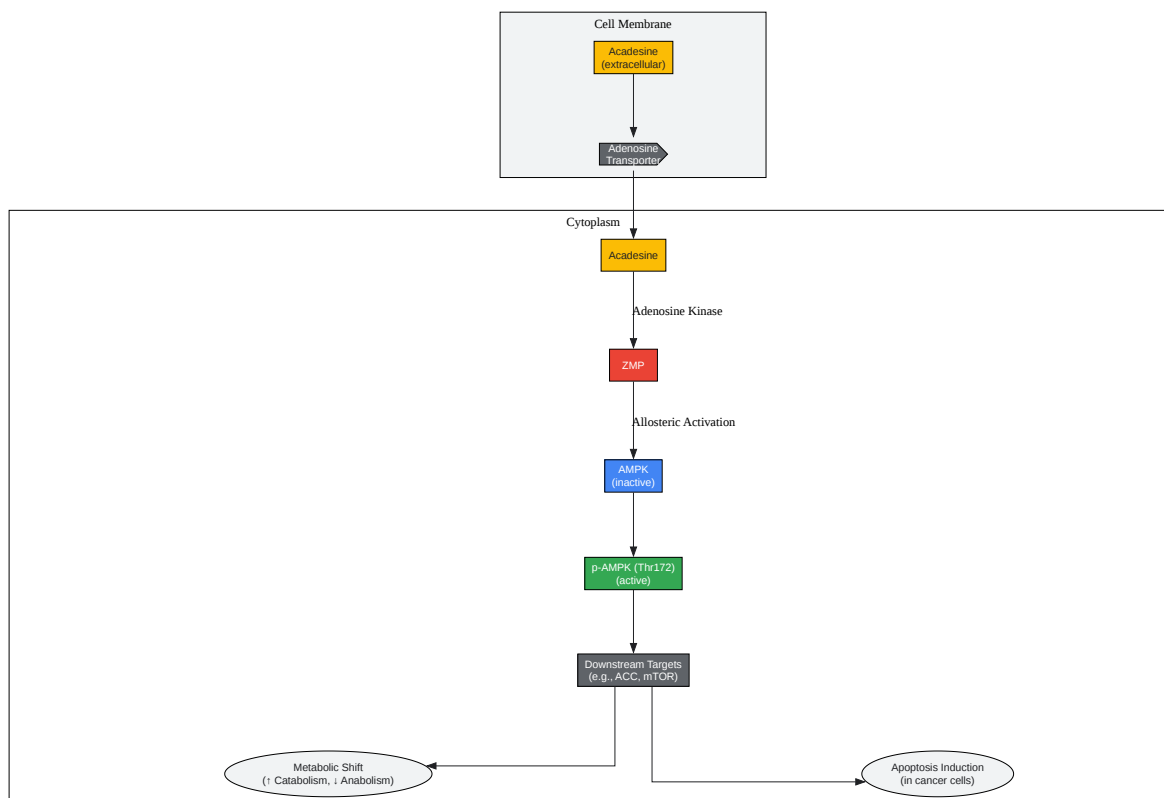 Cell Membrane
Acadesine
(extracellular)
Adenosine
Transporter
Cytoplasm
Acadesine
Adenosine Kinase
ZMP
Allosteric Activation
AMPK
(inactive)
p-AMPK (Thr172)
(active)
Downstream Targets
(e.g., ACC, mTOR)
Metabolic Shift
(↑ Catabolism, ↓ Anabolism)
Apoptosis Induction
(in cancer cells)